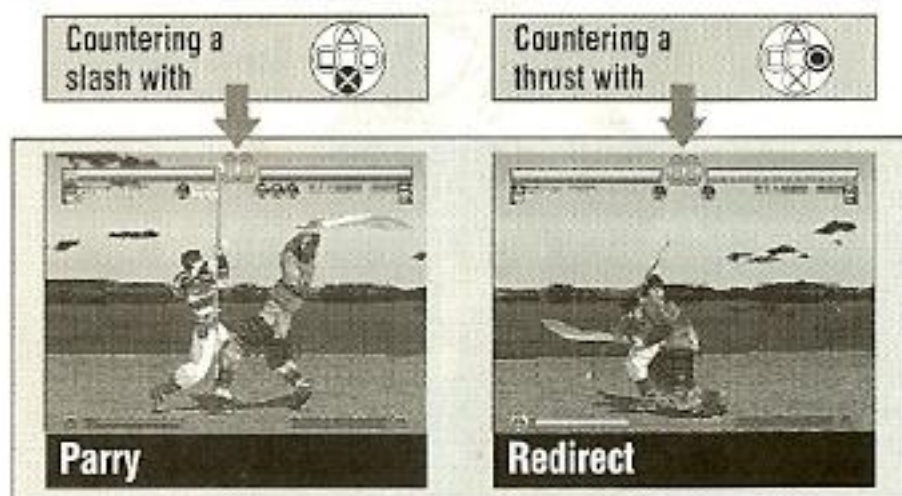 Countering a
slash with
Countering a
thrust with
Parry
Redirect